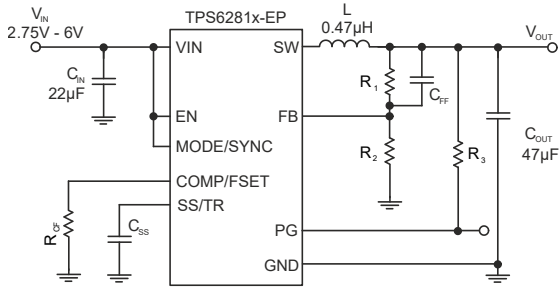 TPS6281x-EP
V_IN
2.75V - 6V
C_IN
22µF
VIN
EN
MODE/SYNC
COMP/FSET
SS/TR
R_CF
C_SS
SW
FB
PG
GND
L
0.47µH
R_1
C_FF
R_2
R_3
V_OUT
C_OUT
47µF